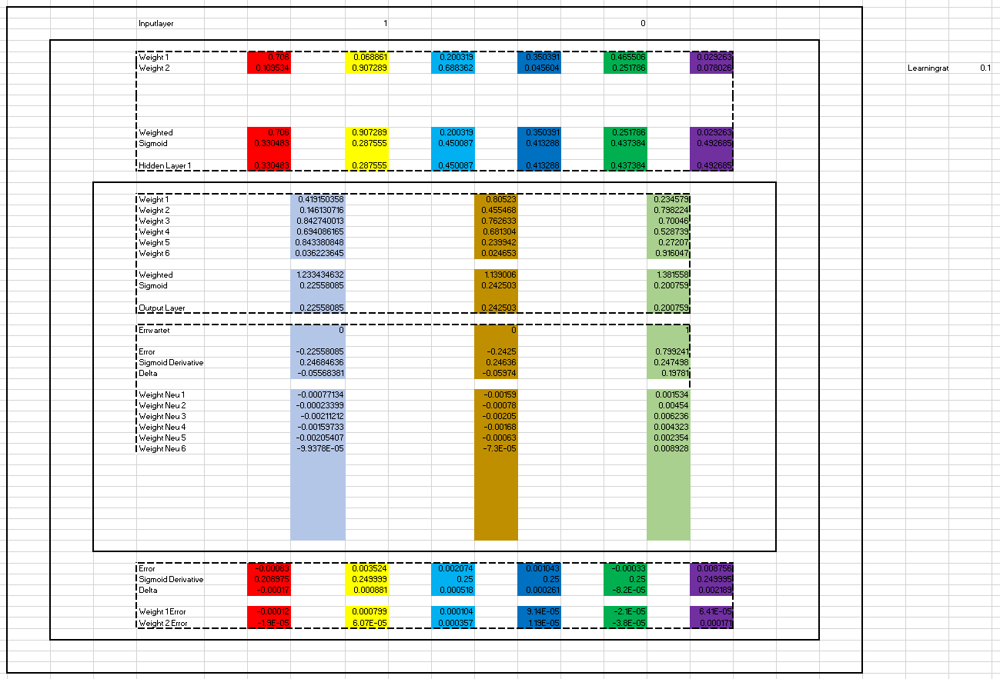 Inputlayer 1 0
Weight 1 0.706 0.068861 0.200319 0.350391 0.465506 0.029263
Weight 2 0.109534 0.907289 0.688362 0.045604 0.251786 0.078026
Learningrat 0.1
Weighted 0.706 0.907289 0.200319 0.350391 0.251786 0.029263
Sigmoid 0.330483 0.287555 0.450087 0.413288 0.437384 0.492685
Hidden Layer 1 0.330483 0.287555 0.450087 0.413288 0.437384 0.492685
Weight 1 0.419150358 0.80523 0.234579
Weight 2 0.146130716 0.455468 0.798224
Weight 3 0.842740013 0.762633 0.70046
Weight 4 0.694086165 0.681304 0.528739
Weight 5 0.843380848 0.239942 0.27207
Weight 6 0.036223645 0.024653 0.916047
Weighted 1.233434632 1.139006 1.381558
Sigmoid 0.22558085 0.242503 0.200759
Output Layer 0.22558085 0.242503 0.200759
Errwartet 0 0 1
Error -0.22558085 -0.2425 0.799241
Sigmoid Derivative 0.24684636 0.24636 0.247498
Delta -0.05568381 -0.05974 0.19781
Weight Neu 1 -0.00077134 -0.00159 0.001534
Weight Neu 2 -0.00023399 -0.00078 0.00454
Weight Neu 3 -0.00211212 -0.00205 0.006236
Weight Neu 4 -0.00159733 -0.00168 0.004323
Weight Neu 5 -0.00205407 -0.00063 0.002354
Weight Neu 6 -9.9378E-05 -7.3E-05 0.008928
Error -0.00083 0.003524 0.002074 0.001043 -0.00033 0.008756
Sigmoid Derivative 0.208975 0.249999 0.25 0.25 0.25 0.249995
Delta -0.00017 0.000881 0.000518 0.000261 -8.2E-05 0.002189
Weight 1 Error -0.00012 0.000799 0.000104 9.14E-05 -2.1E-05 6.41E-05
Weight 2 Error -1.9E-05 6.07E-05 0.000357 1.19E-05 -3.8E-05 0.000171